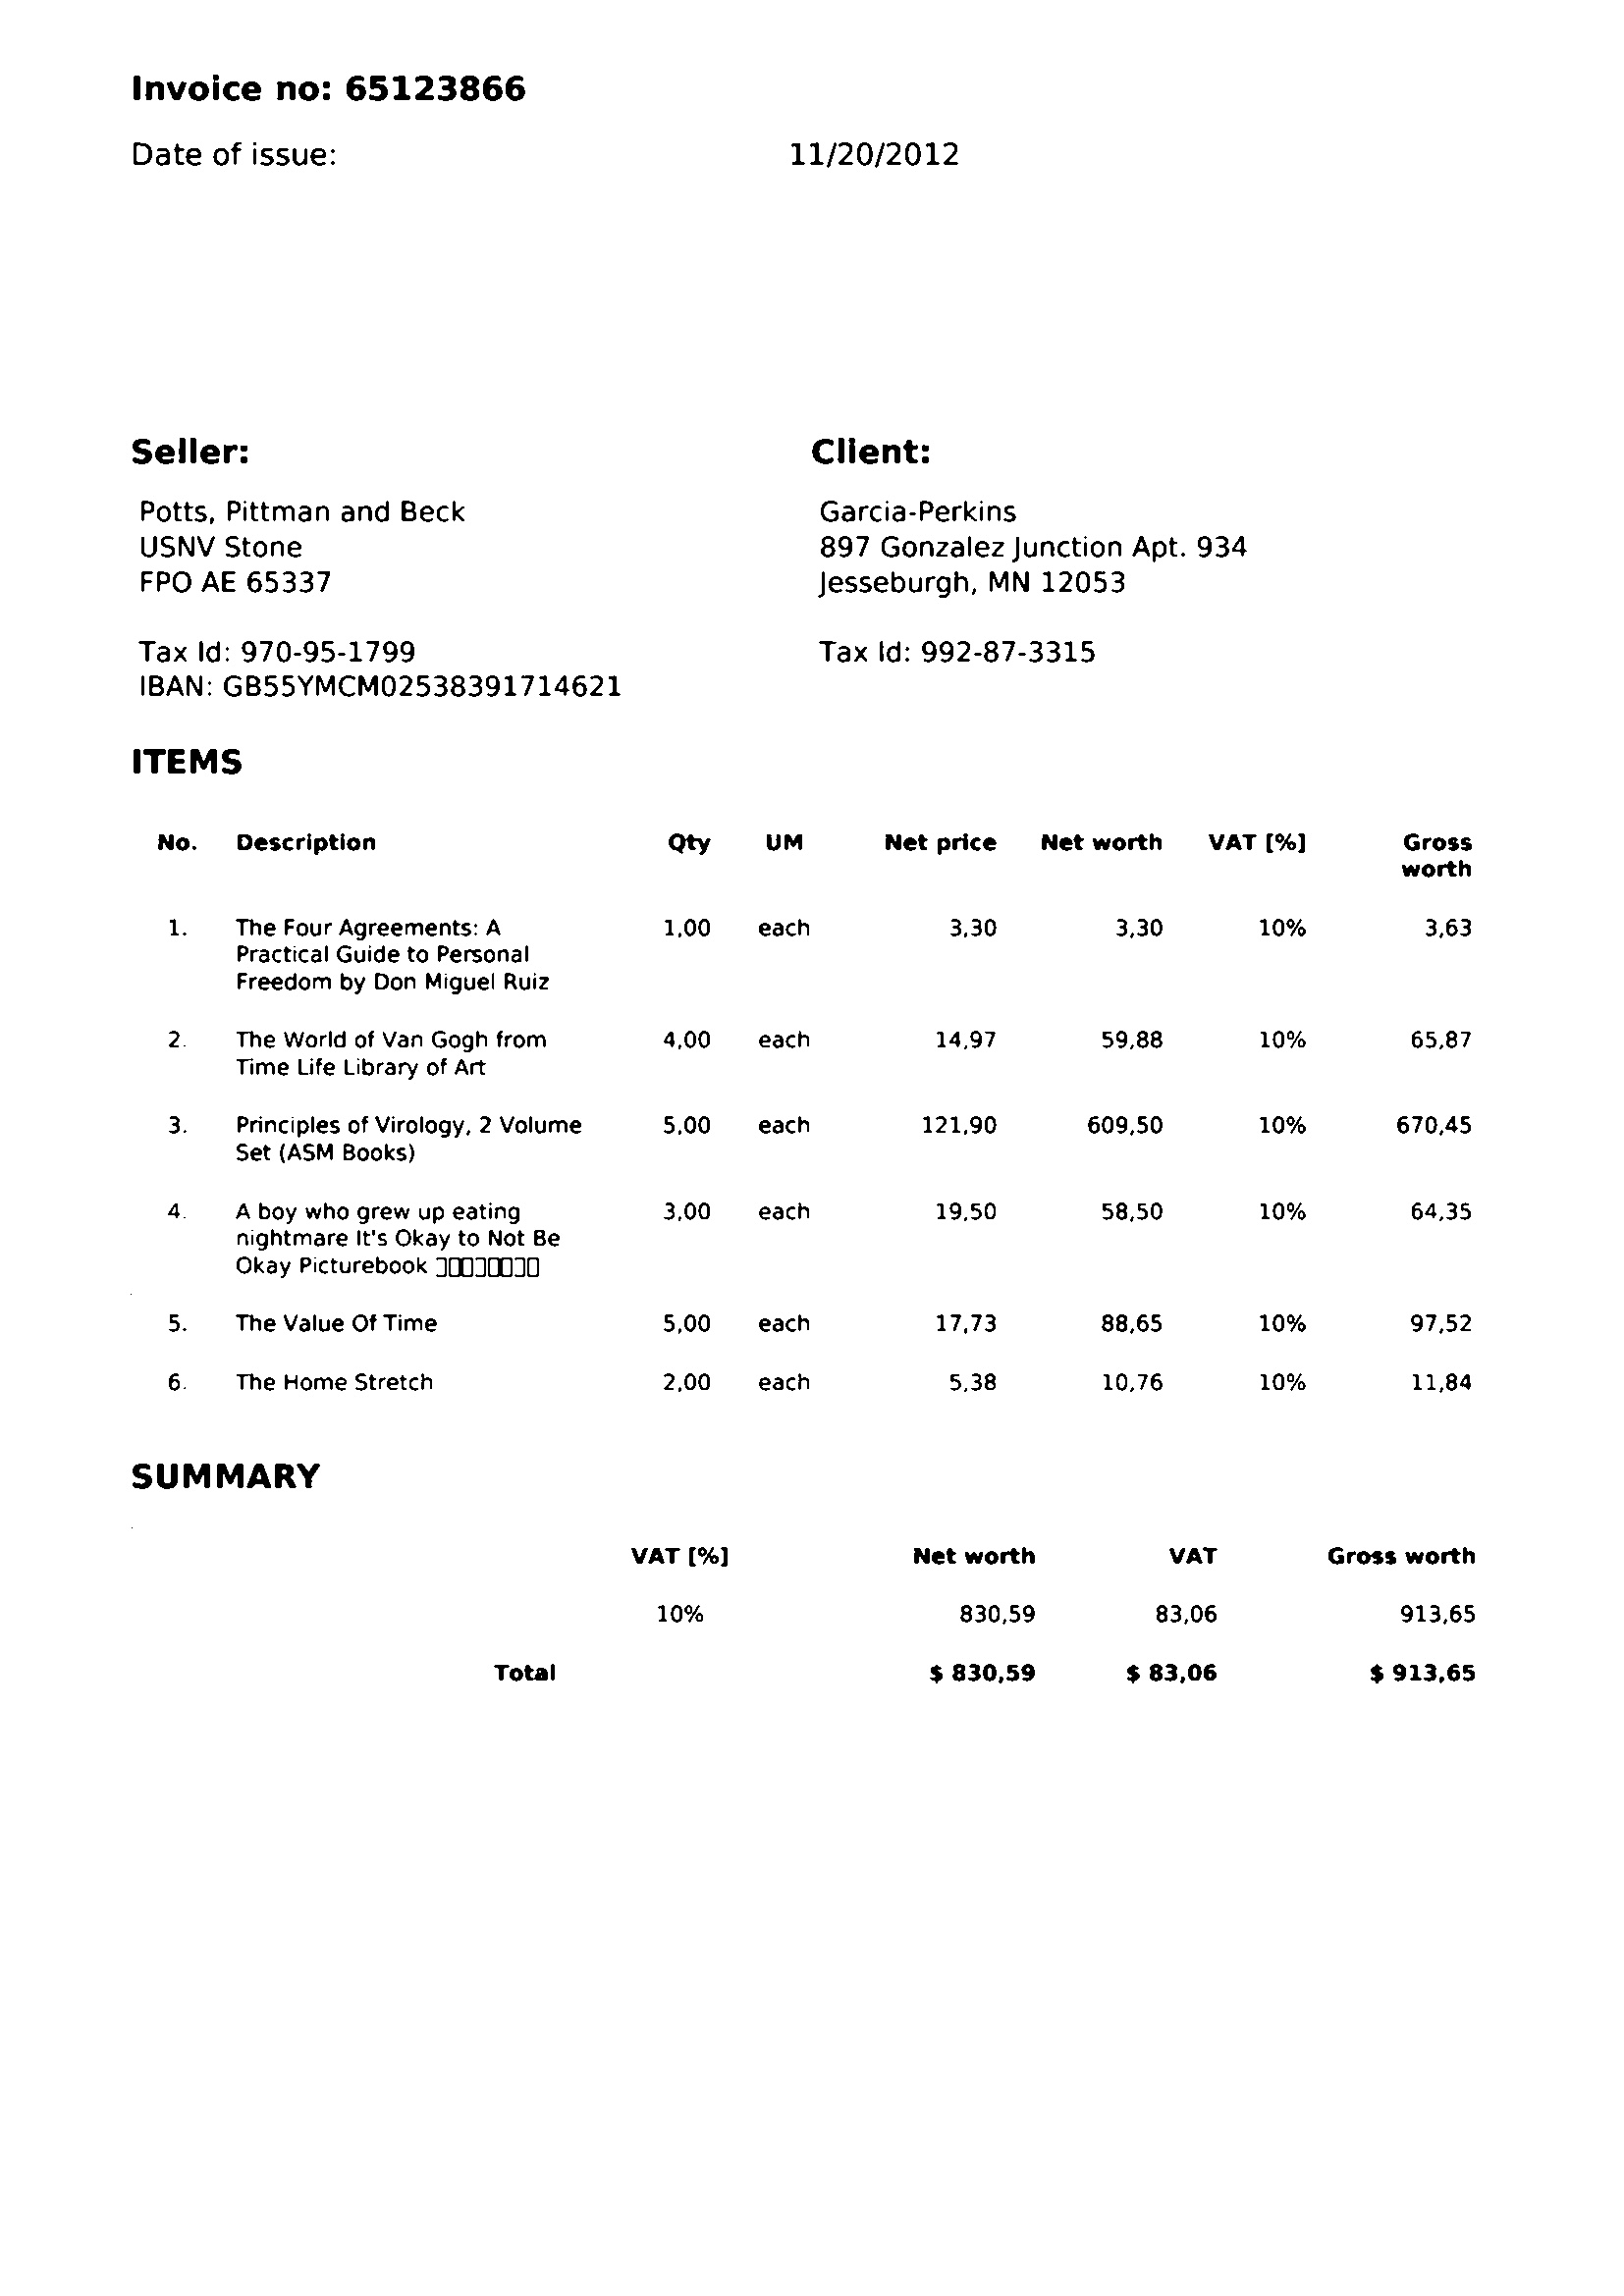 Invoice no: 65123866
Date of issue: 11/20/2012
Seller:
Potts, Pittman and Beck
USNV Stone
FPO AE 65337
Tax Id: 970-95-1799
IBAN: GB55YMCM02538391714621
Client:
Garcia-Perkins
897 Gonzalez Junction Apt. 934
Jesseburgh, MN 12053
Tax Id: 992-87-3315
ITEMS
No. Description Qty UM Net price Net worth VAT [%] Gross
worth
1. The Four Agreements: A 1,00 each 3,30 3,30 10% 3,63
Practical Guide to Personal
Freedom by Don Miguel Ruiz
2. The World of Van Gogh from 4,00 each 14,97 59,88 10% 65,87
Time Life Library of Art
3. Principles of Virology, 2 Volume 5,00 each 121,90 609,50 10% 670,45
Set (ASM Books)
4. A boy who grew up eating 3,00 each 19,50 58,50 10% 64,35
nightmare It's Okay to Not Be
Okay Picturebook
5. The Value Of Time 5,00 each 17,73 88,65 10% 97,52
6. The Home Stretch 2,00 each 5,38 10,76 10% 11,84
SUMMARY
VAT [%] Net worth VAT Gross worth
10% 830,59 83,06 913,65
Total $ 830,59 $ 83,06 $ 913,65